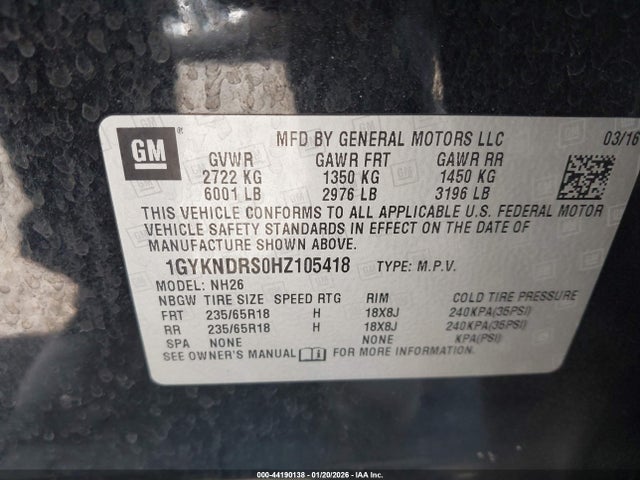 GM ® MFD BY GENERAL MOTORS LLC 03/16
GVWR GAWR FRT GAWR RR
2722 KG 1350 KG 1450 KG
6001 LB 2976 LB 3196 LB
THIS VEHICLE CONFORMS TO ALL APPLICABLE U.S. FEDERAL MOTOR
VEHICLE SAFETY STANDARDS IN EFFECT ON THE DATE OF
MANUFACTURE SHOWN ABOVE.
1GYKNDRS0HZ105418 TYPE: M.P.V.
MODEL: NH26
NBGW TIRE SIZE SPEED RTG RIM COLD TIRE PRESSURE
FRT 235/65R18 H 18X8J 240KPA(35PSI)
RR 235/65R18 H 18X8J 240KPA(35PSI)
SPA NONE NONE KPA(PSI)
SEE OWNER'S MANUAL i FOR MORE INFORMATION.
000-44190138 | 01/20/2026 | IAA Inc.